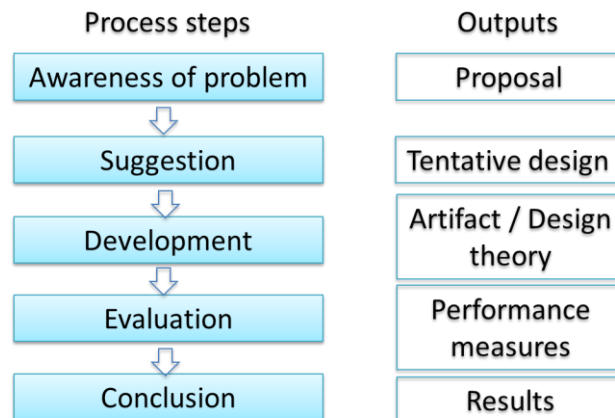 Process steps
Outputs
Awareness of problem
Proposal
Suggestion
Tentative design
Development
Artifact / Design
theory
Evaluation
Performance
measures
Conclusion
Results